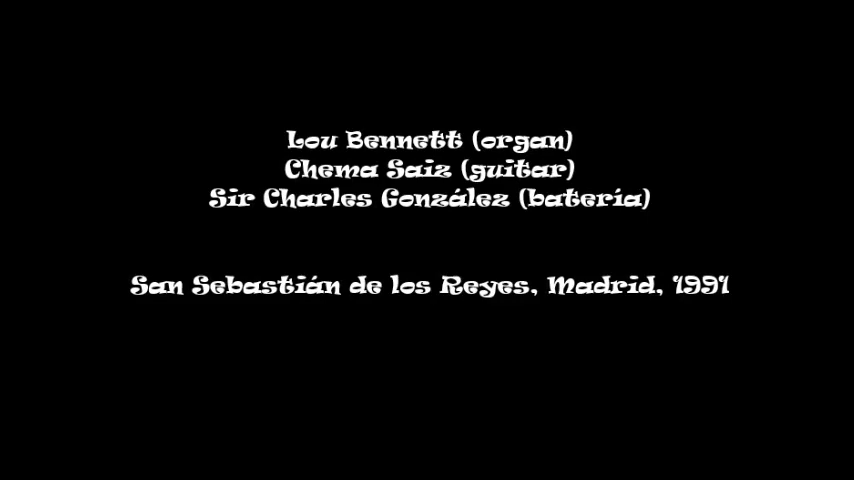 Lou Bennett (organ)
Chema Saiz (guitar)
Sir Charles González (batería)
San Sebastián de los Reyes, Madrid, 1991